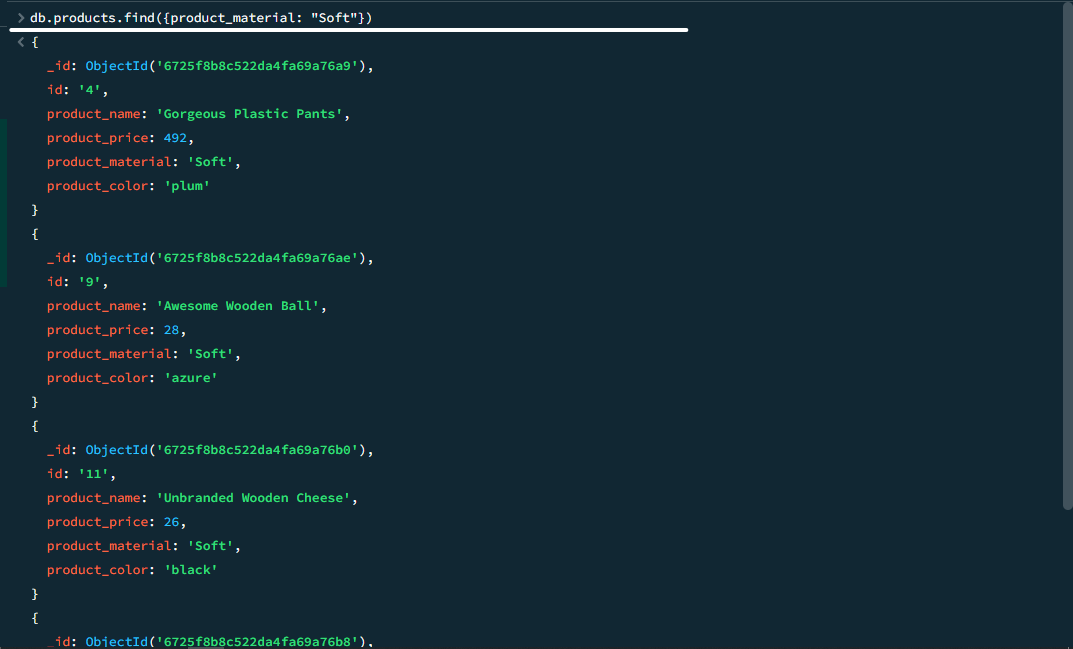 > db.products.find({product_material: "Soft"})
< {
_id: ObjectId('6725f8b8c522da4fa69a76a9'),
id: '4',
product_name: 'Gorgeous Plastic Pants',
product_price: 492,
product_material: 'Soft',
product_color: 'plum'
}
{
_id: ObjectId('6725f8b8c522da4fa69a76ae'),
id: '9',
product_name: 'Awesome Wooden Ball',
product_price: 28,
product_material: 'Soft',
product_color: 'azure'
}
{
_id: ObjectId('6725f8b8c522da4fa69a76b0'),
id: '11',
product_name: 'Unbranded Wooden Cheese',
product_price: 26,
product_material: 'Soft',
product_color: 'black'
}
{
_id: ObjectId('6725f8b8c522da4fa69a76b8'),